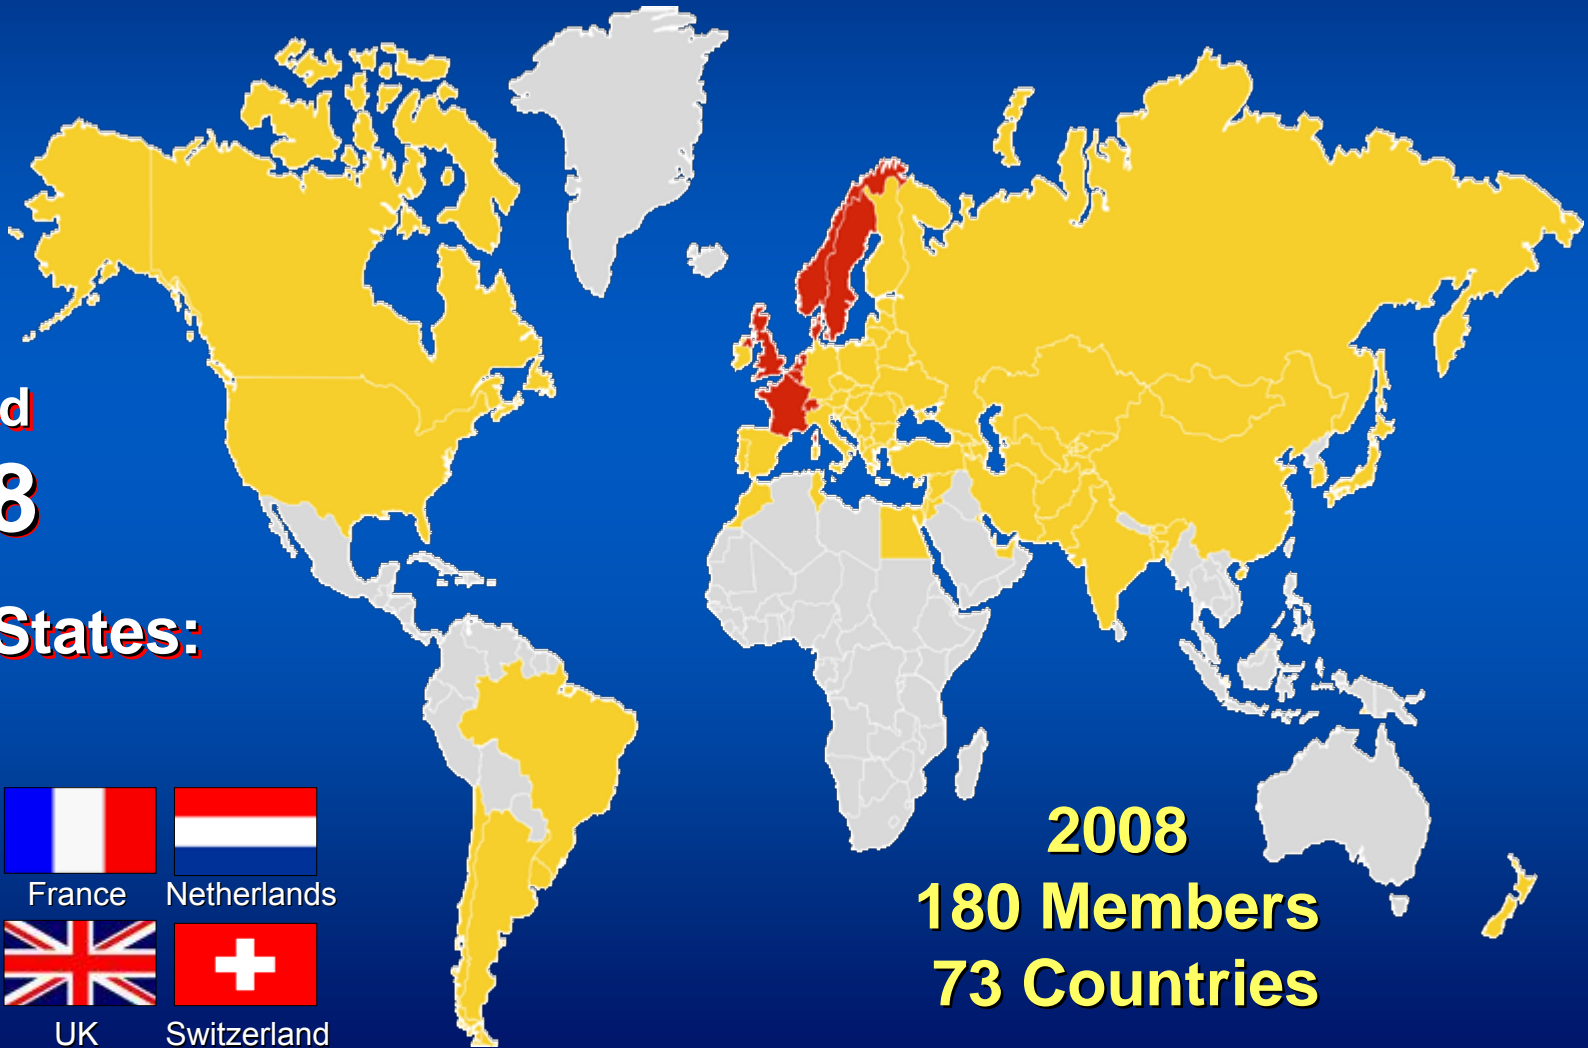 d
8
States:
France Netherlands
UK Switzerland
2008
180 Members
73 Countries